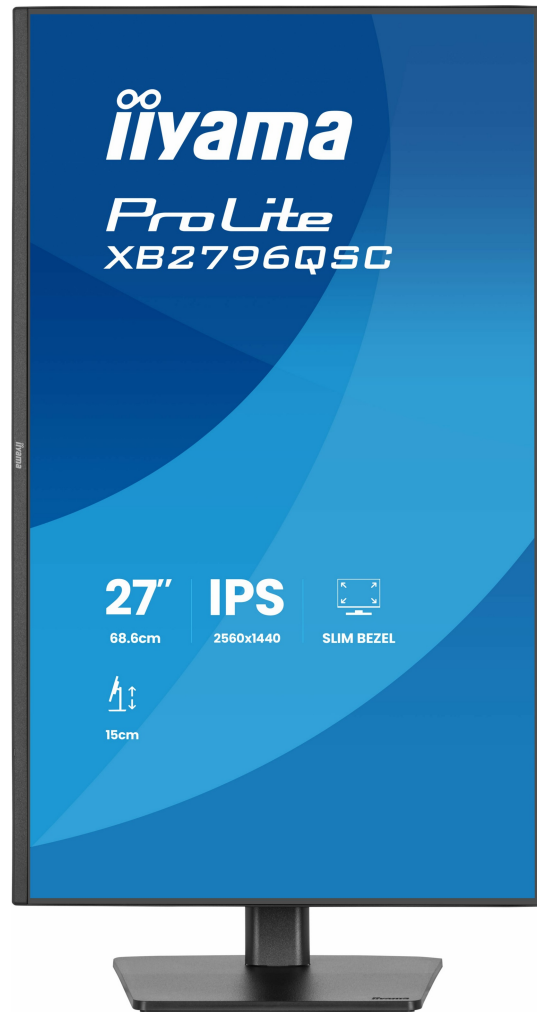 iiyama
ProLite
XB2796QSC
iiyama
27″ IPS
68.6cm 2560x1440 SLIM BEZEL
15cm
iiyama